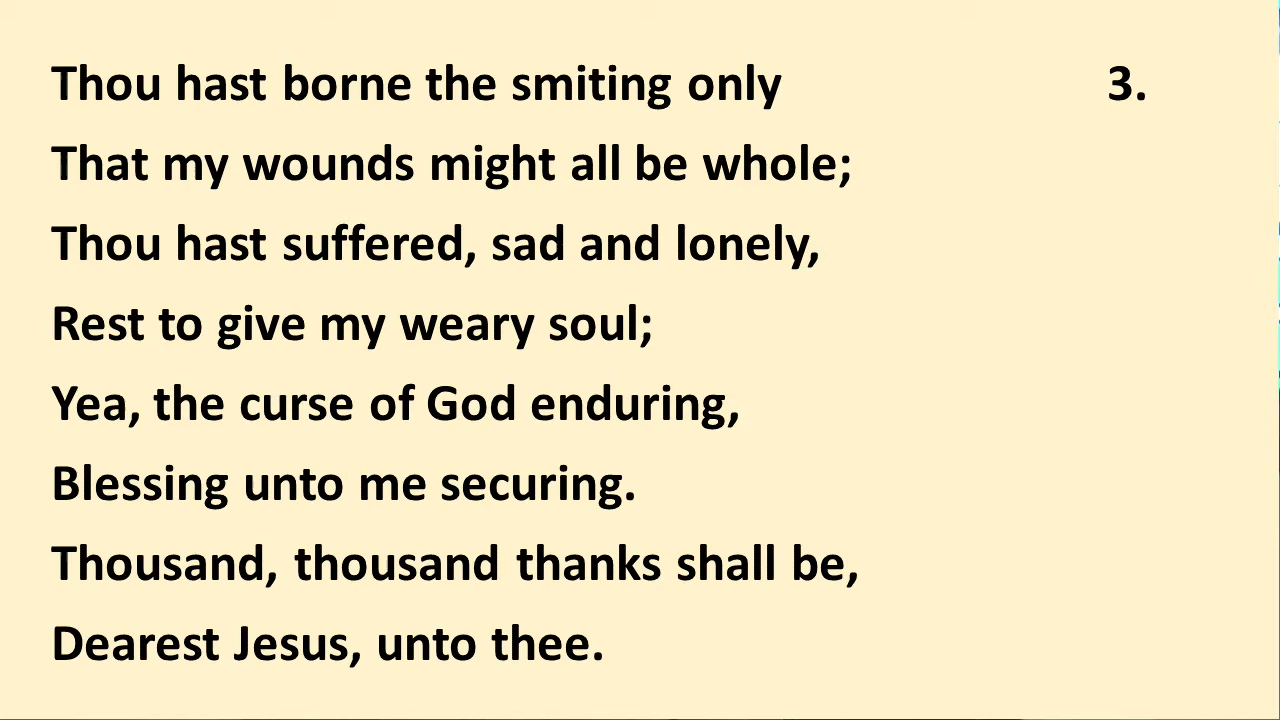 Thou hast borne the smiting only 3.
That my wounds might all be whole;
Thou hast suffered, sad and lonely,
Rest to give my weary soul;
Yea, the curse of God enduring,
Blessing unto me securing.
Thousand, thousand thanks shall be,
Dearest Jesus, unto thee.